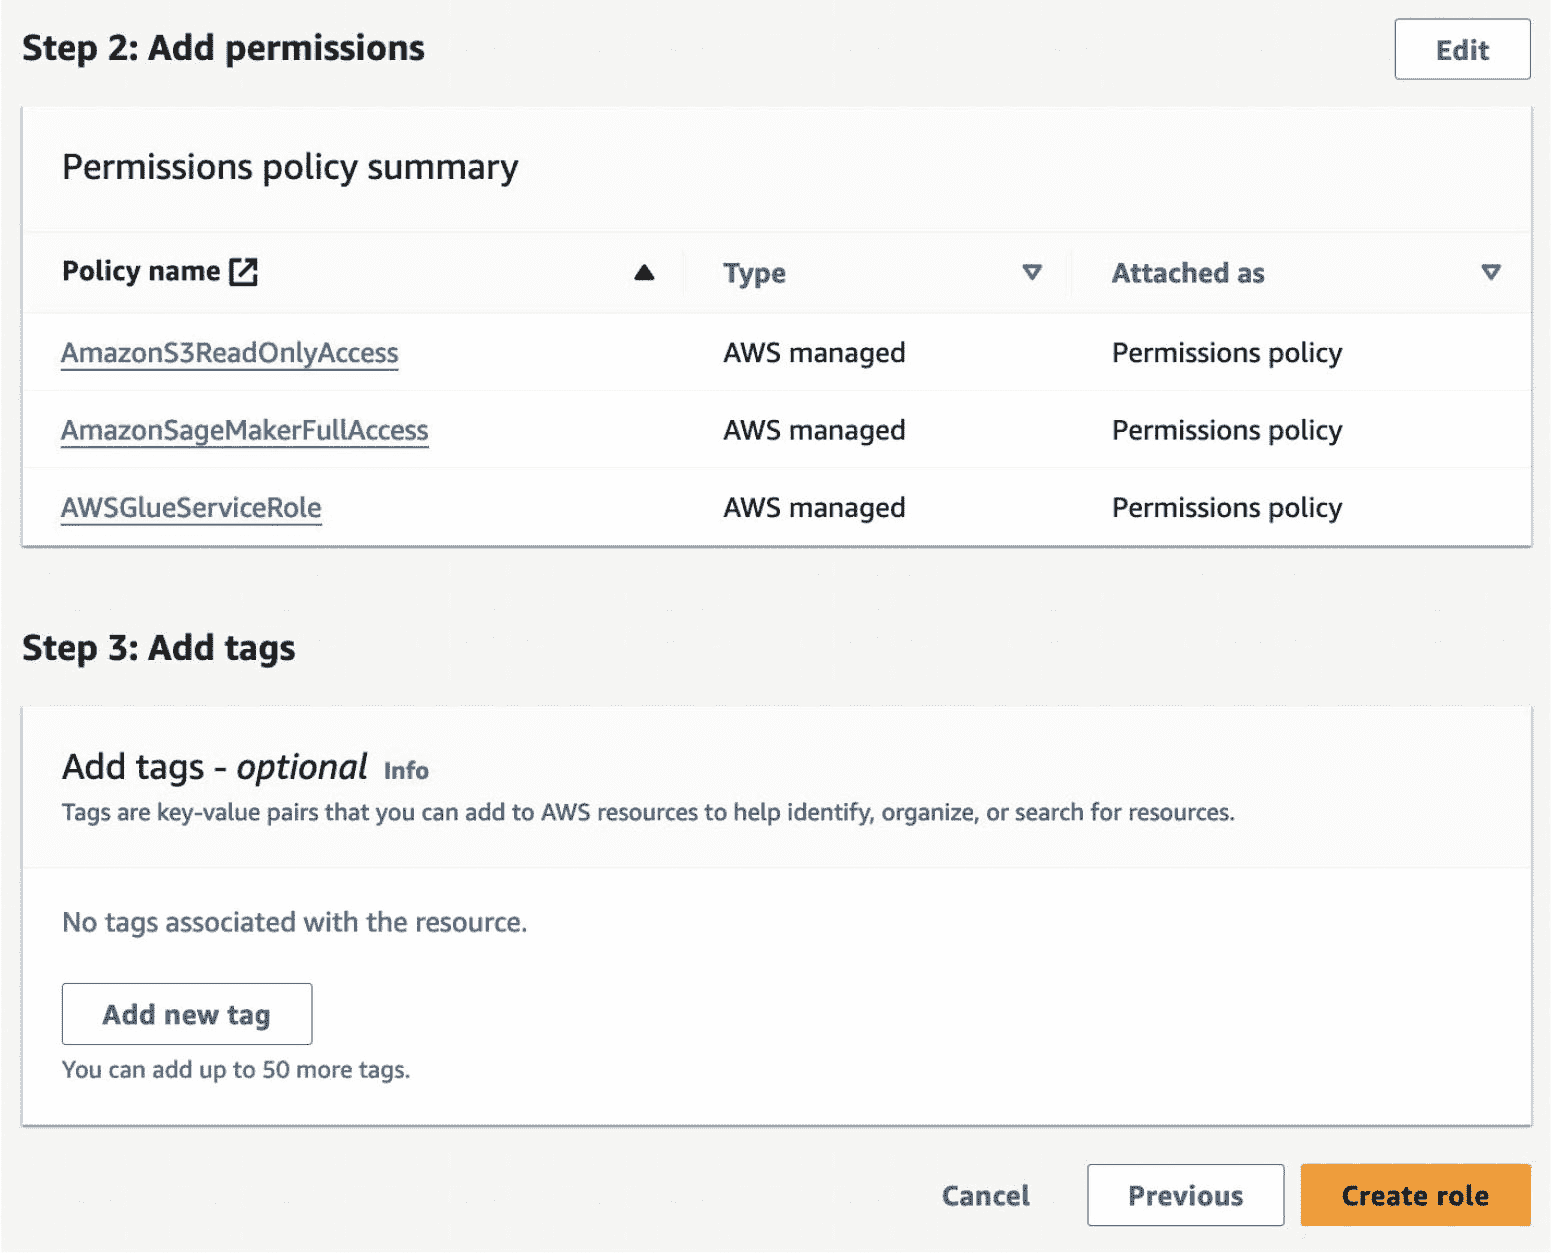 Step 2: Add permissions
Edit
Permissions policy summary
Policy name
Type
Attached as
AmazonS3ReadOnlyAccess AWS managed Permissions policy
AmazonSageMakerFullAccess AWS managed Permissions policy
AWSGlueServiceRole AWS managed Permissions policy
Step 3: Add tags
Add tags - optional Info
Tags are key-value pairs that you can add to AWS resources to help identify, organize, or search for resources.
No tags associated with the resource.
Add new tag
You can add up to 50 more tags.
Cancel Previous Create role